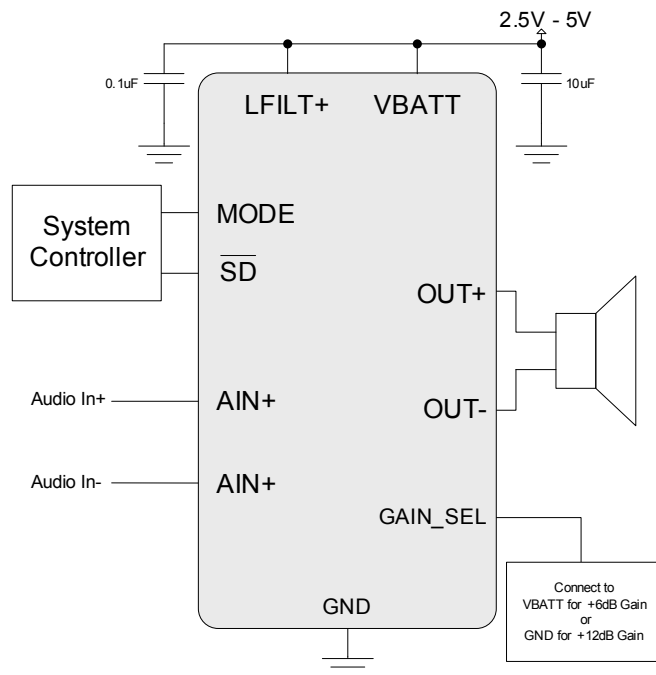 2.5V - 5V
0.1uF
10uF
LFILT+
VBATT
System
Controller
MODE
SD
OUT+
Audio In+
AIN+
OUT-
Audio In-
AIN+
GAIN_SEL
Connect to
VBATT for +6dB Gain
or
GND for +12dB Gain
GND